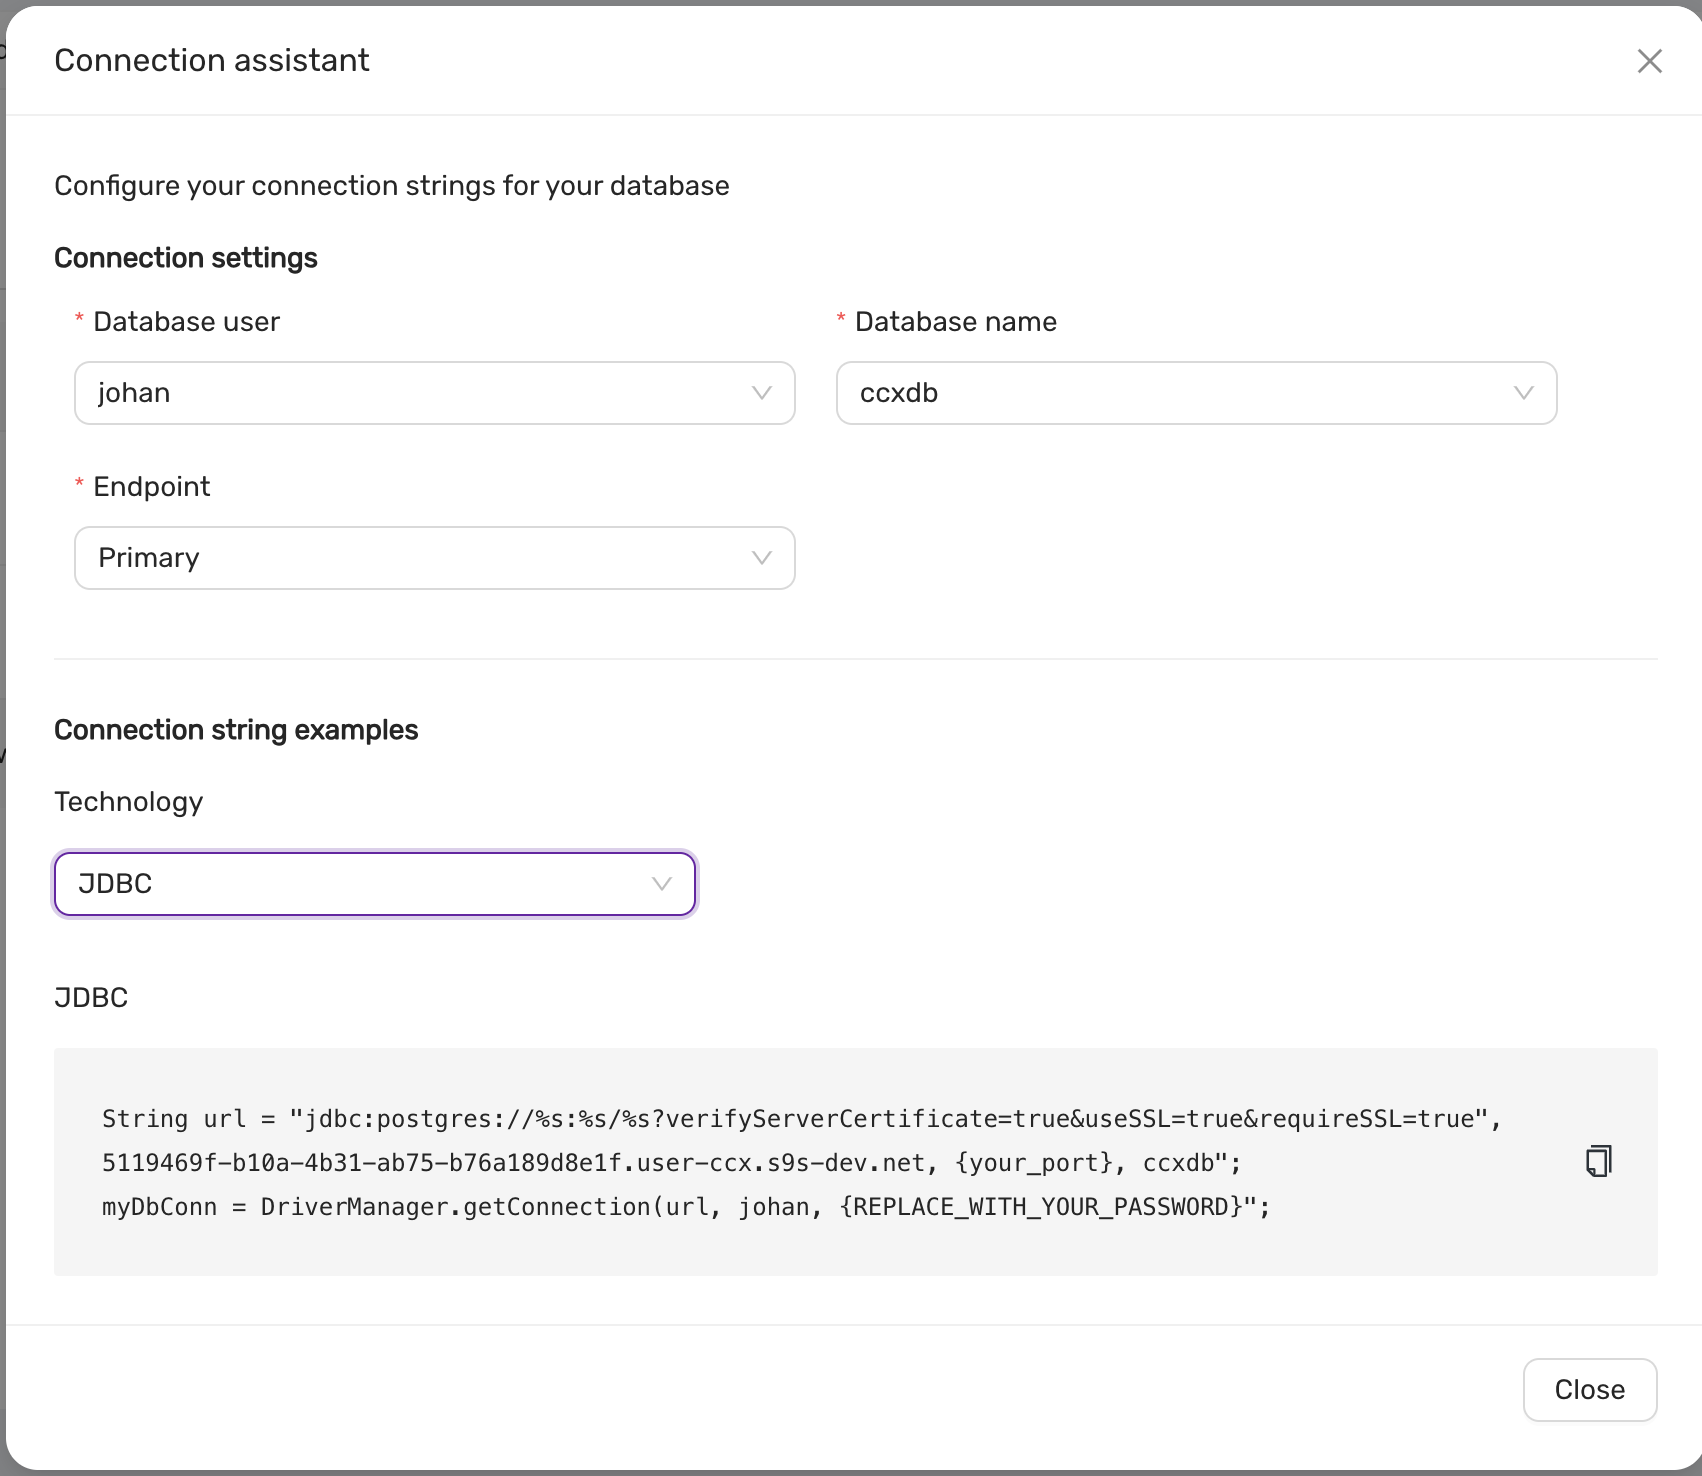 Connection assistant
Configure your connection strings for your database
Connection settings
* Database user
* Database name
johan
ccxdb
* Endpoint
Primary
Connection string examples
Technology
JDBC
JDBC
String url = "jdbc:postgres://%s:%s/%s?verifyServerCertificate=true&useSSL=true&requireSSL=true",
5119469f-b10a-4b31-ab75-b76a189d8e1f.user-ccx.s9s-dev.net, {your_port}, ccxdb";
myDbConn = DriverManager.getConnection(url, johan, {REPLACE_WITH_YOUR_PASSWORD}";
Close